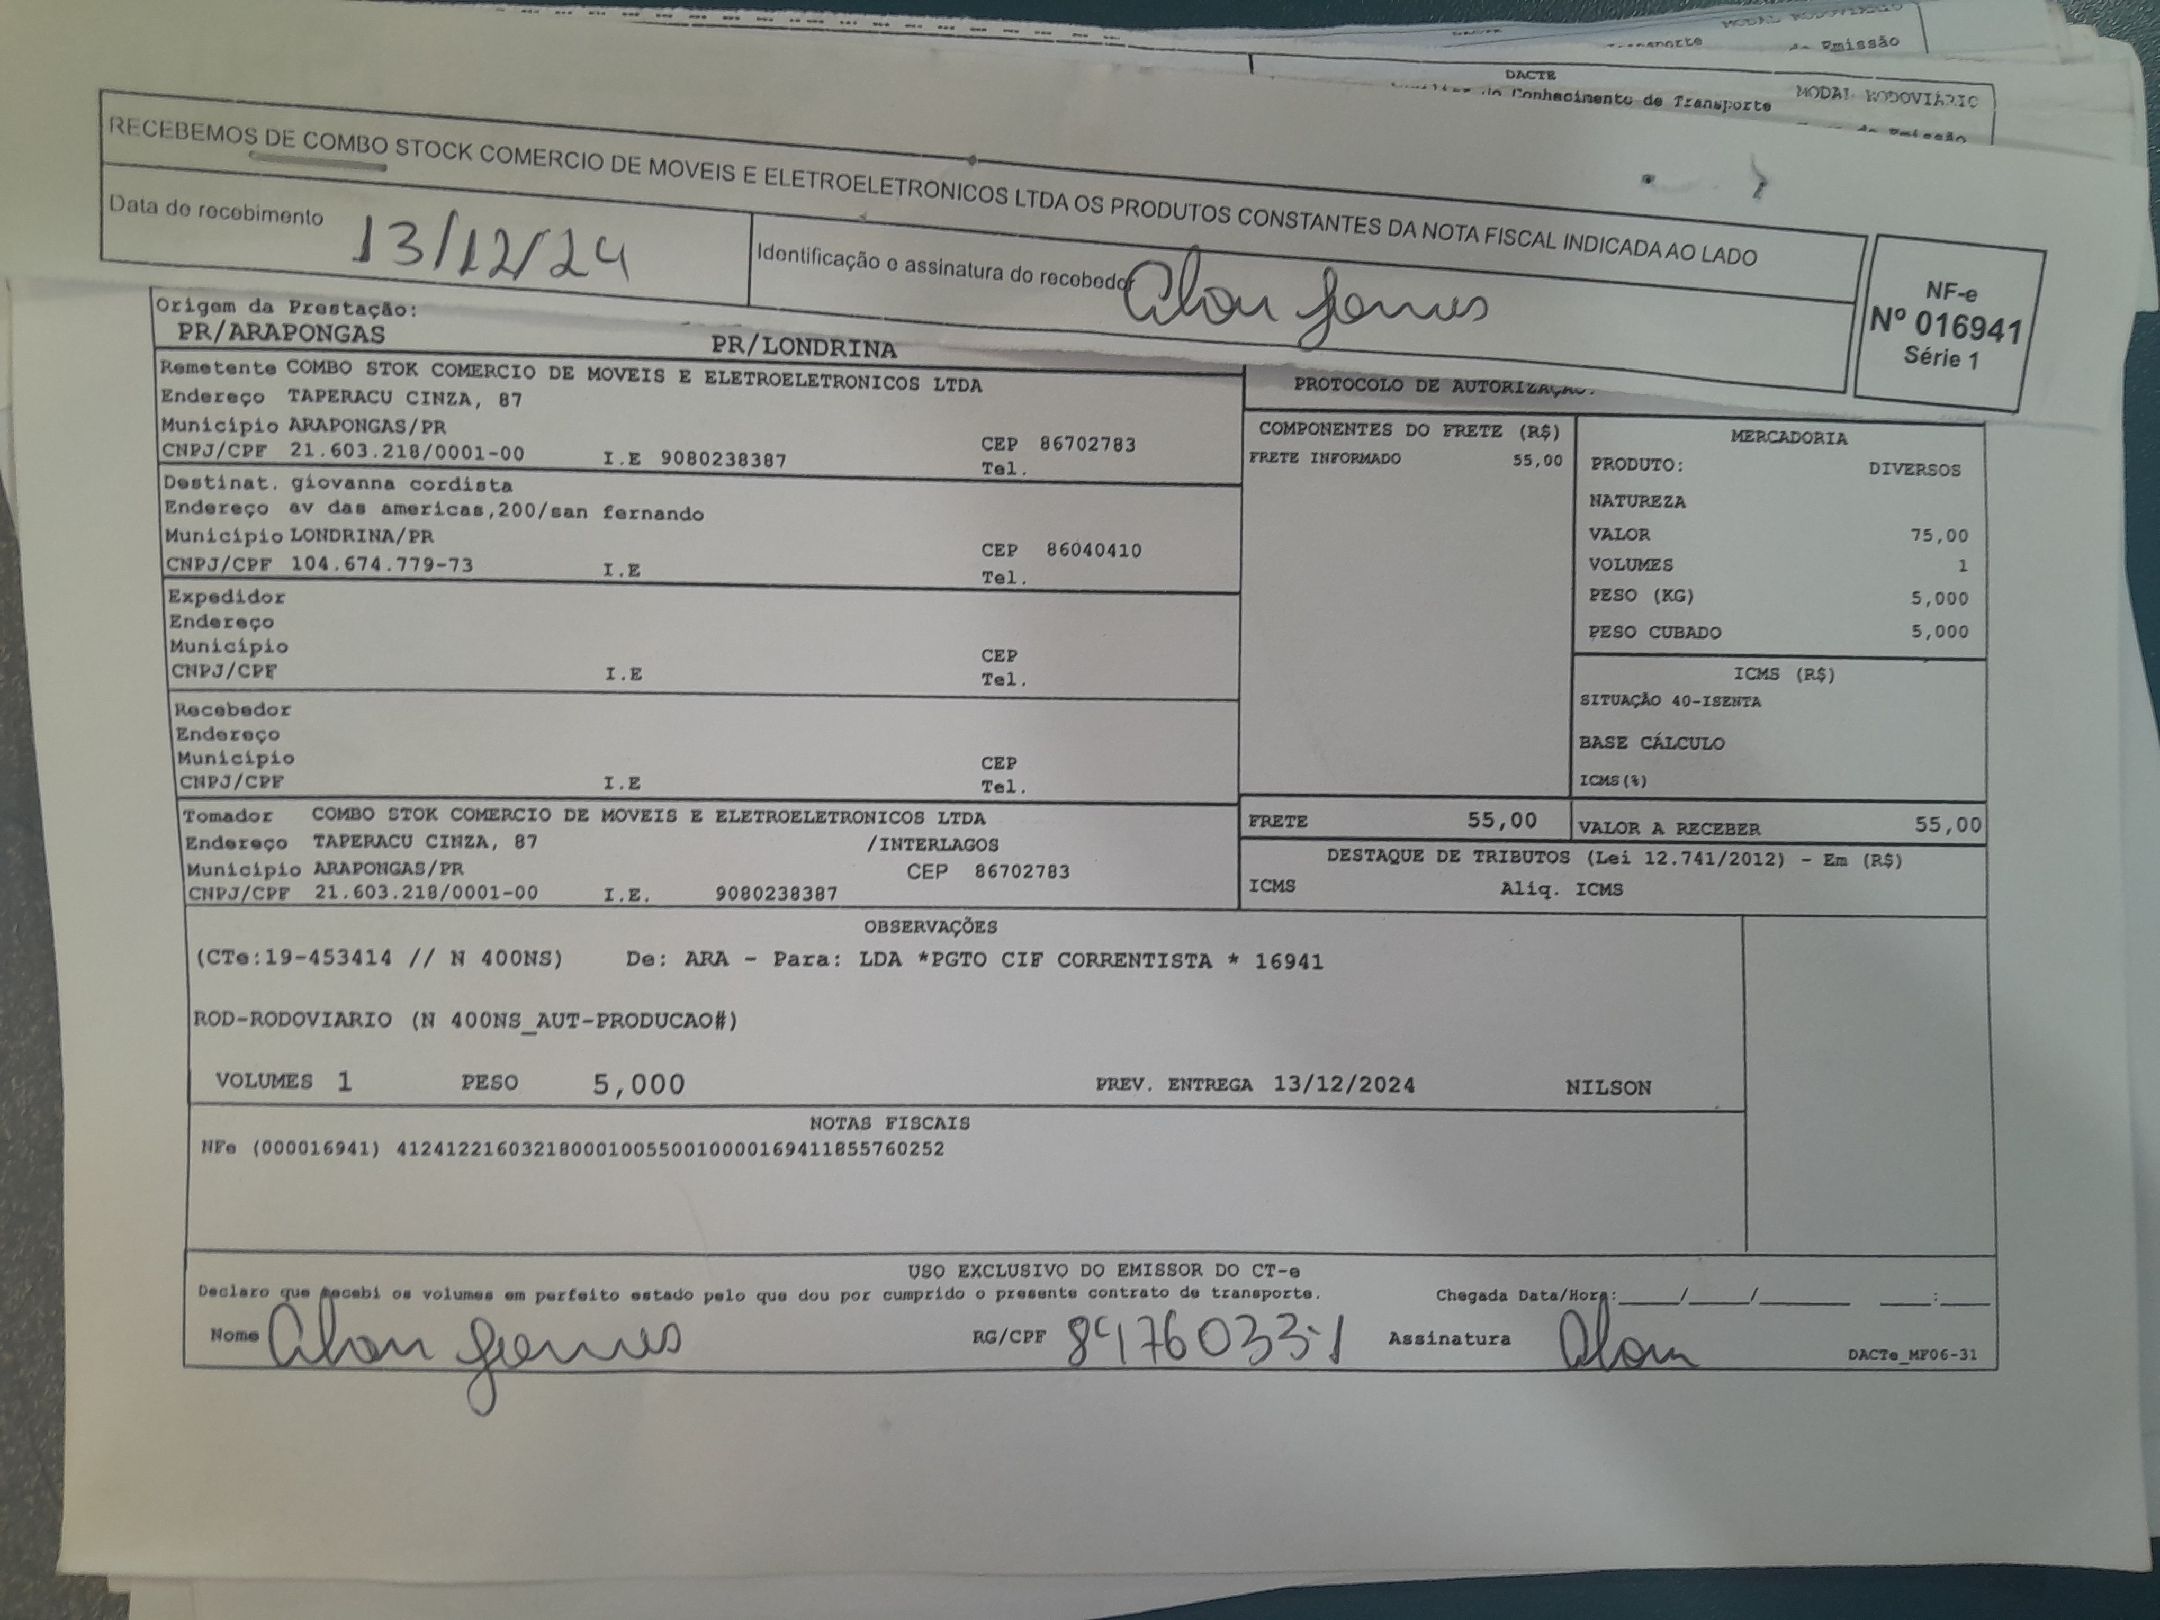 MODAL RODOVIÁRIO
de Emissão
DACTE
do Conhecimento de Transporte
MODAL RODOVIÁRIO
de Emissão
RECEBEMOS DE COMBO STOCK COMERCIO DE MOVEIS E ELETROELETRONICOS LTDA OS PRODUTOS CONSTANTES DA NOTA FISCAL INDICADA AO LADO
Data de recebimento 13/12/24
Identificação e assinatura do recebedor
NF-e
Nº 016941
Série 1
Origem da Prestação:
PR/ARAPONGAS PR/LONDRINA
Remetente COMBO STOK COMERCIO DE MOVEIS E ELETROELETRONICOS LTDA
Endereço TAPERACU CINZA, 87
Município ARAPONGAS/PR CEP 86702783
CNPJ/CPF 21.603.218/0001-00 I.E 9080238387 Tel.
Destinat. giovanna cordista
Endereço av das americas,200/san fernando
Município LONDRINA/PR CEP 86040410
CNPJ/CPF 104.674.779-73 I.E Tel.
Expedidor
Endereço
Município CEP
CNPJ/CPF I.E Tel.
Recebedor
Endereço
Município CEP
CNPJ/CPF I.E Tel.
Tomador COMBO STOK COMERCIO DE MOVEIS E ELETROELETRONICOS LTDA
Endereço TAPERACU CINZA, 87 /INTERLAGOS
Município ARAPONGAS/PR CEP 86702783
CNPJ/CPF 21.603.218/0001-00 I.E. 9080238387
PROTOCOLO DE AUTORIZAÇÃO:
COMPONENTES DO FRETE (R$)
FRETE INFORMADO 55,00
MERCADORIA
PRODUTO: DIVERSOS
NATUREZA
VALOR 75,00
VOLUMES 1
PESO (KG) 5,000
PESO CUBADO 5,000
ICMS (R$)
SITUAÇÃO 40-ISENTA
BASE CÁLCULO
ICMS(%)
FRETE 55,00 VALOR A RECEBER 55,00
DESTAQUE DE TRIBUTOS (Lei 12.741/2012) - Em (R$)
ICMS Aliq. ICMS
OBSERVAÇÕES
(CTe:19-453414 // N 400NS) De: ARA - Para: LDA *PGTO CIF CORRENTISTA * 16941
ROD-RODOVIARIO (N 400NS_AUT-PRODUCAO#)
VOLUMES 1 PESO 5,000 PREV. ENTREGA 13/12/2024 NILSON
NOTAS FISCAIS
NFe (000016941) 41241221603218000100550010000169411855760252
USO EXCLUSIVO DO EMISSOR DO CT-e
Declaro que recebi os volumes em perfeito estado pelo que dou por cumprido o presente contrato de transporte. Chegada Data/Hora:____/____/______ ___:___
Nome RG/CPF Assinatura DACTe_MF06-31